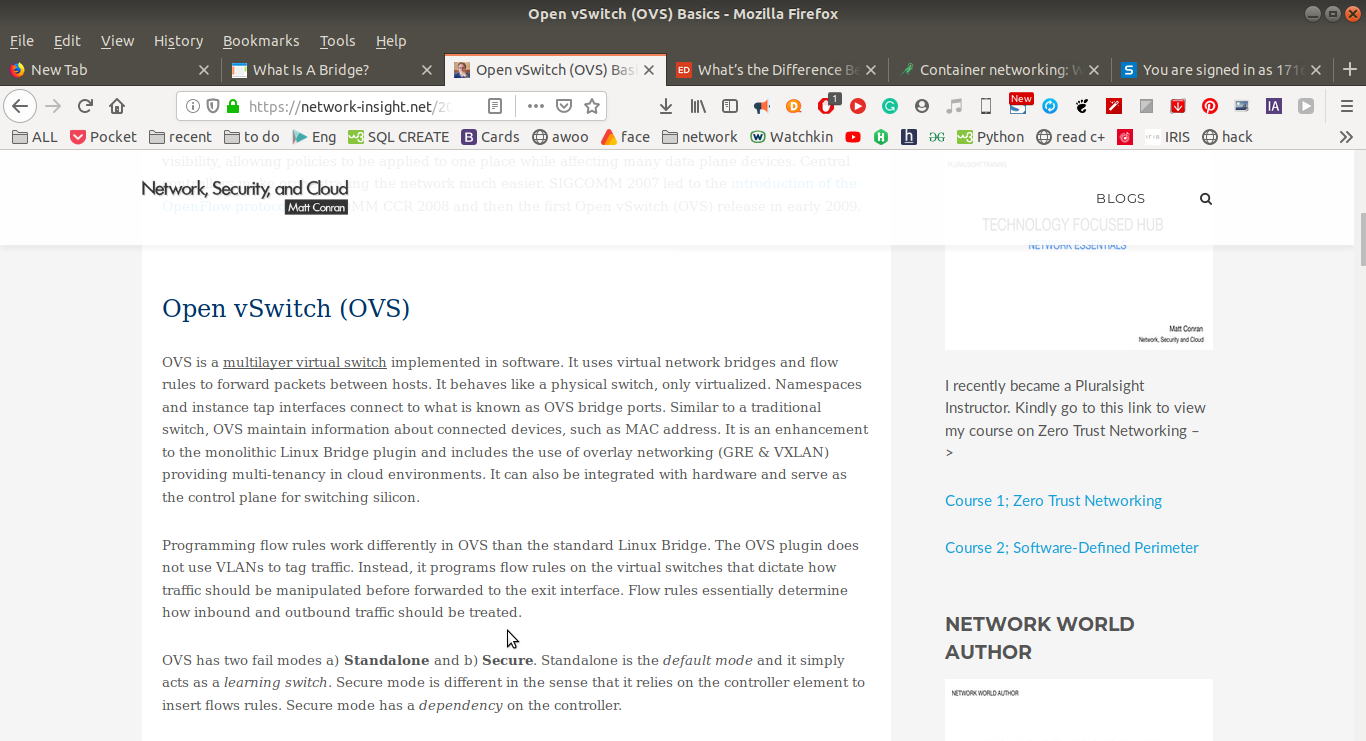 Open vSwitch (OVS) Basics - Mozilla Firefox
File Edit View History Bookmarks Tools Help
New Tab
What Is A Bridge?
Open vSwitch (OVS) Bas
ED What's the Difference Be
Container networking: W
S You are signed in as 171
https://network-insight.net/20
1
New
IA
ALL Pocket recent to do Eng SQL CREATE Cards awoo face network Watchkin Python read c+ IRIS hack
visibility, allowing policies to be applied to one place while affecting many data plane devices. Central
the network much easier. SIGCOMM 2007 led to the introduction of the
OpenFlow CCR 2008 and then the first Open vSwitch (OVS) release in early 2009.
Network, Security, and Cloud
Matt Conran
BLOGS
Open vSwitch (OVS)
OVS is a multilayer virtual switch implemented in software. It uses virtual network bridges and flow
rules to forward packets between hosts. It behaves like a physical switch, only virtualized. Namespaces
and instance tap interfaces connect to what is known as OVS bridge ports. Similar to a traditional
switch, OVS maintain information about connected devices, such as MAC address. It is an enhancement
to the monolithic Linux Bridge plugin and includes the use of overlay networking (GRE & VXLAN)
providing multi-tenancy in cloud environments. It can also be integrated with hardware and serve as
the control plane for switching silicon.
Programming flow rules work differently in OVS than the standard Linux Bridge. The OVS plugin does
not use VLANs to tag traffic. Instead, it programs flow rules on the virtual switches that dictate how
traffic should be manipulated before forwarded to the exit interface. Flow rules essentially determine
how inbound and outbound traffic should be treated.
OVS has two fail modes a) Standalone and b) Secure. Standalone is the default mode and it simply
acts as a learning switch. Secure mode is different in the sense that it relies on the controller element to
insert flows rules. Secure mode has a dependency on the controller.
PLURALSIGHT TRAINING
TECHNOLOGY FOCUSED HUB
NETWORK ESSENTIALS
Matt Conran
Network, Security and Cloud
I recently became a Pluralsight
Instructor. Kindly go to this link to view
my course on Zero Trust Networking –
>
Course 1; Zero Trust Networking
Course 2; Software-Defined Perimeter
NETWORK WORLD
AUTHOR
NETWORK WORLD AUTHOR